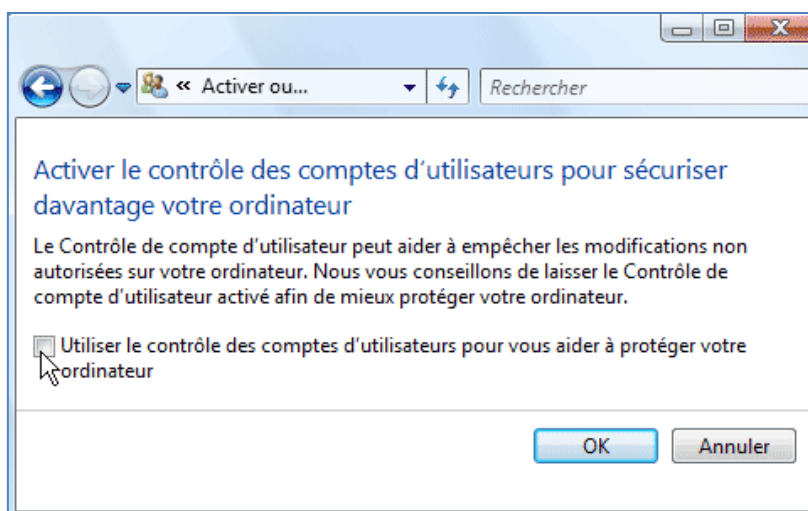 « Activer ou...
Rechercher
Activer le contrôle des comptes d'utilisateurs pour sécuriser
davantage votre ordinateur
Le Contrôle de compte d'utilisateur peut aider à empêcher les modifications non
autorisées sur votre ordinateur. Nous vous conseillons de laisser le Contrôle de
compte d'utilisateur activé afin de mieux protéger votre ordinateur.
Utiliser le contrôle des comptes d'utilisateurs pour vous aider à protéger votre
ordinateur
OK
Annuler